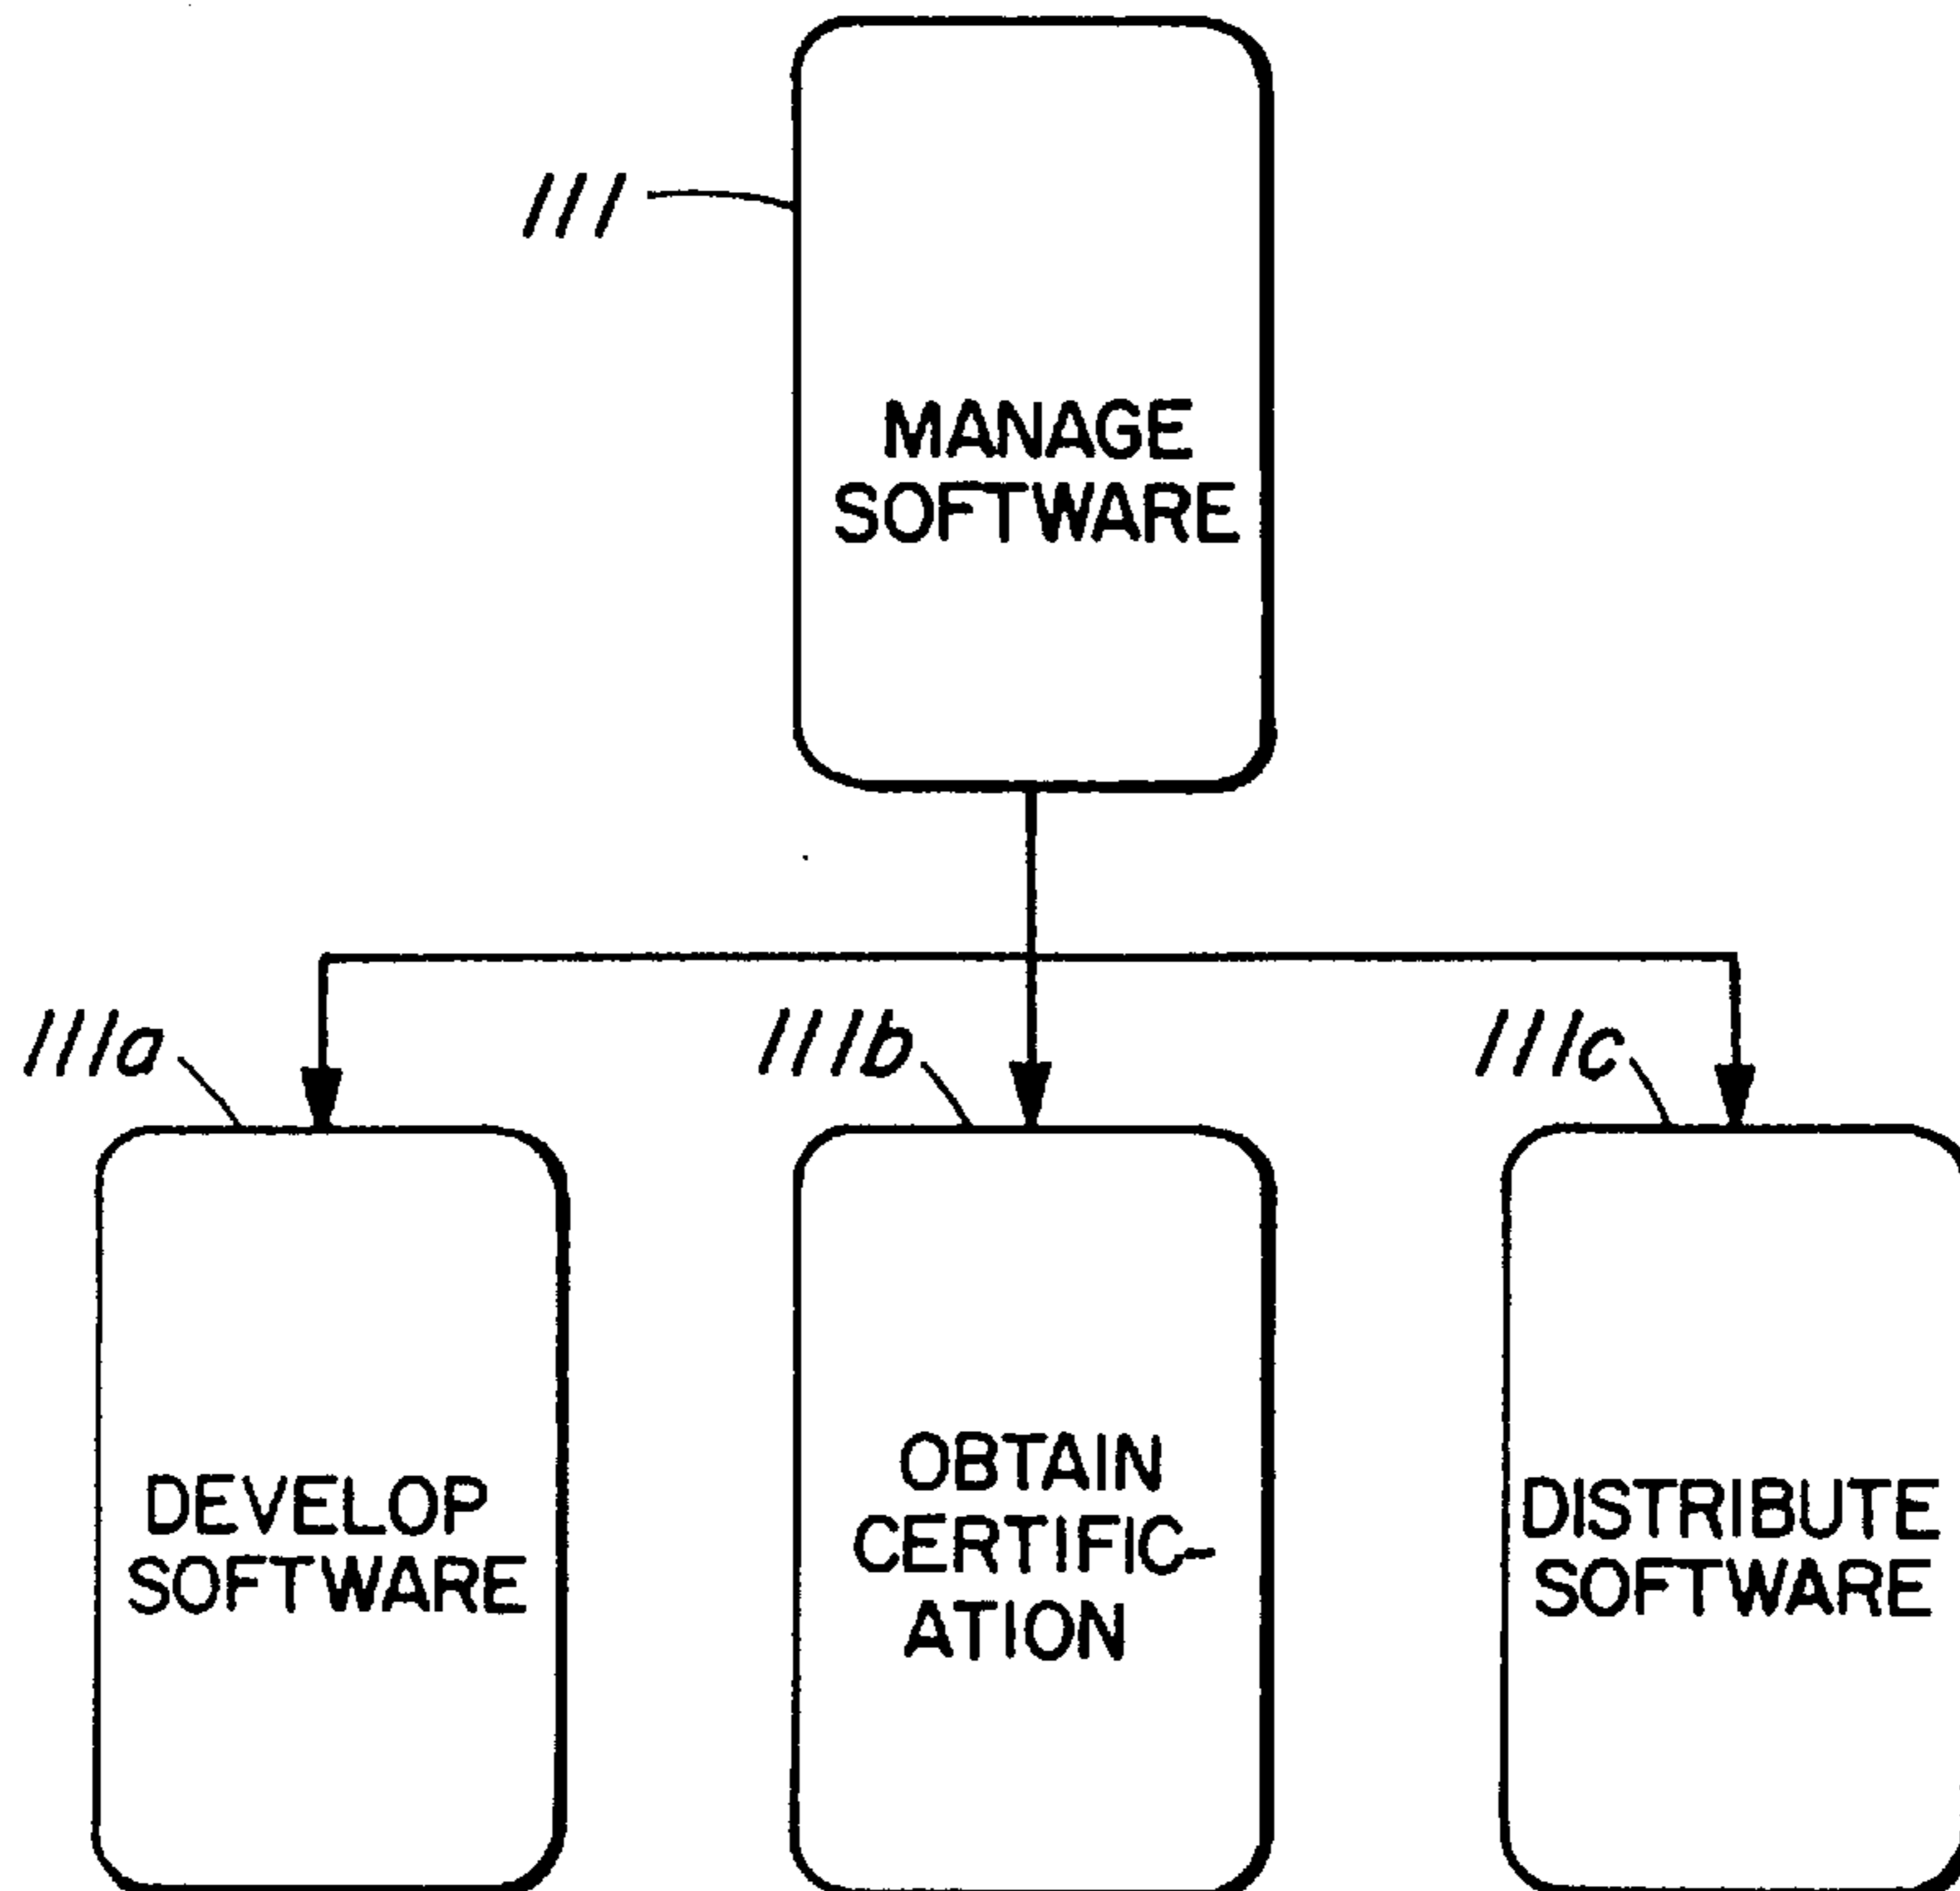 111
MANAGE
SOFTWARE
111a
111b
111c
DEVELOP
SOFTWARE
OBTAIN
CERTIFIC-
ATION
DISTRIBUTE
SOFTWARE